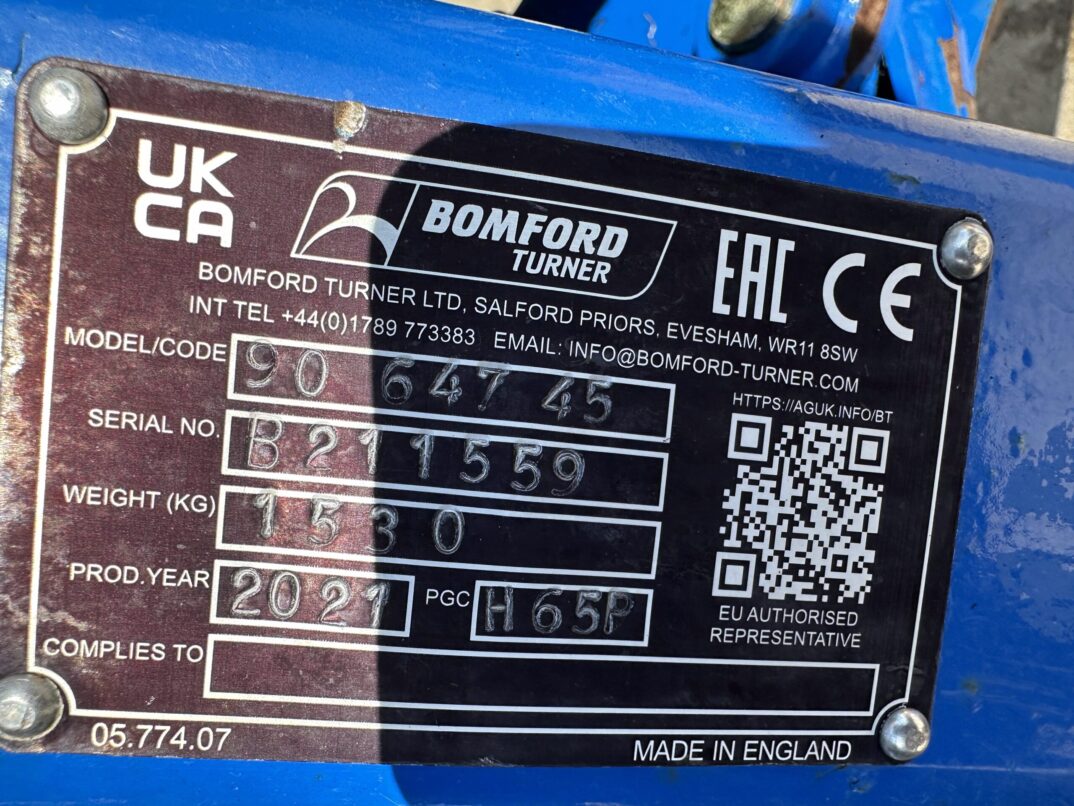 UK
CA
BOMFORD
TURNER
EAC CE
BOMFORD TURNER LTD, SALFORD PRIORS, EVESHAM, WR11 8SW
INT TEL +44(0)1789 773383 EMAIL: INFO@BOMFORD-TURNER.COM
HTTPS://AGUK.INFO/BT
MODEL/CODE 90 647 45
SERIAL NO. B211559
WEIGHT (KG) 1530
PROD.YEAR 2021 PGC H65P
EU AUTHORISED
REPRESENTATIVE
COMPLIES TO
05.774.07
MADE IN ENGLAND